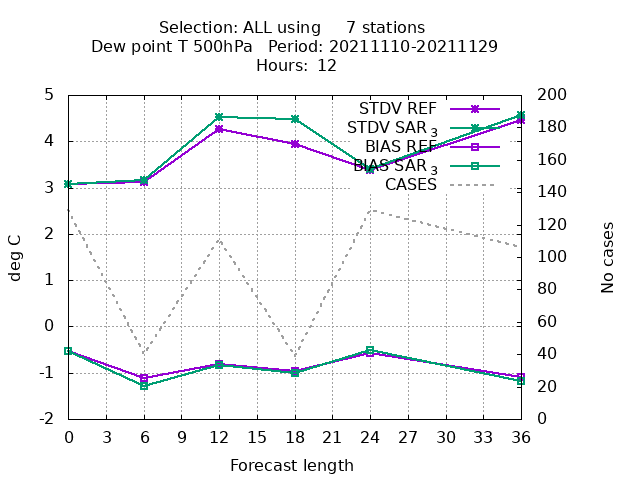 Selection: ALL using 7 stations
Dew point T 500hPa Period: 20211110-20211129
Hours: 12
STDV REF
STDV SAR 3
BIAS REF
BIAS SAR 3
CASES
deg C
5
4
3
2
1
0
-1
-2
No cases
200
180
160
140
120
100
80
60
40
20
0
0 3 6 9 12 15 18 21 24 27 30 33 36
Forecast length